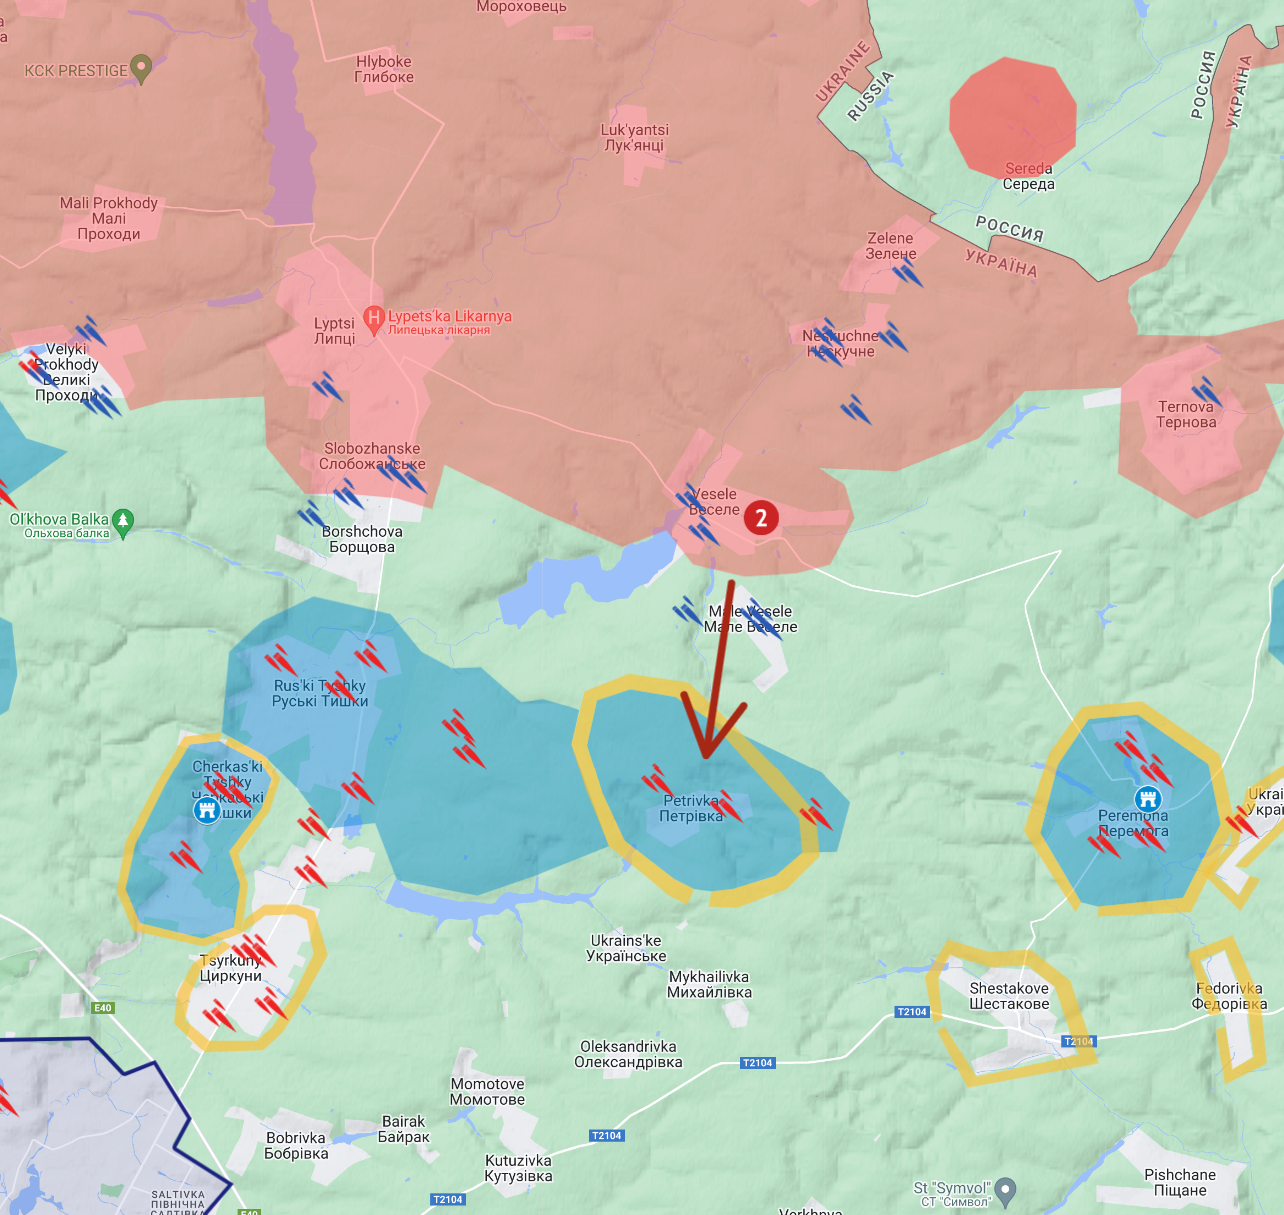 Мороховець
KCK PRESTIGE
Hlyboke
Глибоке
UKRAINE
RUSSIA
РОССИЯ
УКРАЇНА
Luk'yantsi
Лук'янці
Sereda
Середа
Mali Prokhody
Малі
Проходи
РОССИЯ
УКРАЇНА
Zelene
Зелене
Lyptsi
Липці
H
Lypets'ka Likarnya
Липецька лікарня
Neskuchne
Нескучне
Velyki
Prokhody
Великі
Проходи
Ternova
Тернова
Slobozhanske
Слобожанське
Vesele
Веселе
2
Ol'khova Balka
Ольхова балка
Borshchova
Борщова
Male Vesele
Мале Веселе
Rus'ki Tyshky
Руські Тишки
Cherkas'ki
Tyshky
Черкаські
Тишки
Petrivka
Петрівка
Peremoha
Перемога
Ukrai
Украї
Ukrains'ke
Українське
Tsyrkuny
Циркуни
Mykhailivka
Михайлівка
Shestakove
Шестакове
Fedorivka
Федорівка
E40
T2104
T2104
Oleksandrivka
Олександрівка
T2104
Momotove
Момотове
Bairak
Байрак
T2104
Bobrivka
Бобрівка
Kutuzivka
Кутузівка
Pishchane
Піщане
St "Symvol"
СТ "Символ"
SALTIVKA
ПІВНІЧНА
САЛТІВКА
T2104
E40
Verkhnya